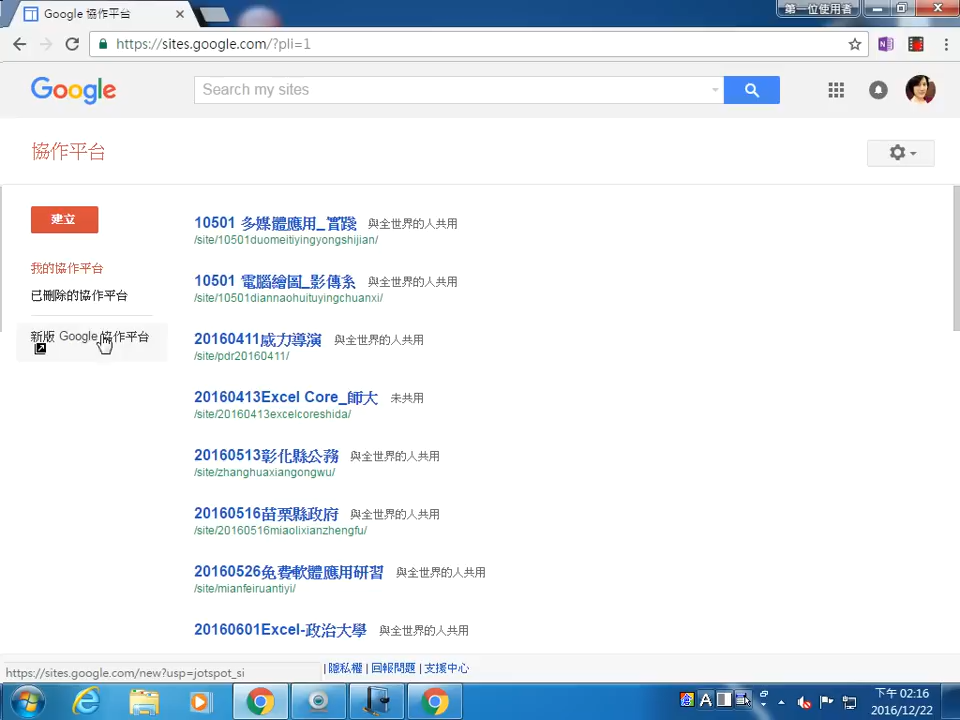 Google 協作平台
第一位使用者
https://sites.google.com/?pli=1
Google
Search my sites
協作平台
建立
我的協作平台
已刪除的協作平台
新版 Google 協作平台
10501 多媒體應用_實踐 與全世界的人共用
/site/10501duomeitiyingyongshijian/
10501 電腦繪圖_影傳系 與全世界的人共用
/site/10501diannaohuituyingchuanxi/
20160411威力導演 與全世界的人共用
/site/pdr20160411/
20160413Excel Core_師大 未共用
/site/20160413excelcoreshida/
20160513彰化縣公務 與全世界的人共用
/site/zhanghuaxiangongwu/
20160516苗栗縣政府 與全世界的人共用
/site/20160516miaolixianzhengfu/
20160526免費軟體應用研習 與全世界的人共用
/site/mianfeiruantiyi/
20160601Excel-政治大學 與全世界的人共用
https://sites.google.com/new?usp=jotspot_si
| 隱私權 | 回報問題 | 支援中心
A
下午 02:16
2016/12/22